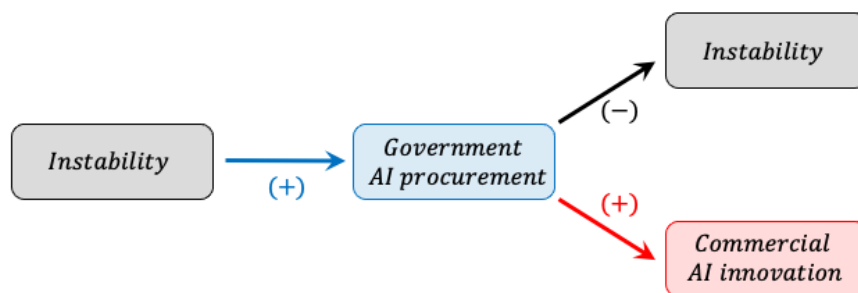 Instability
(+)
Government
AI procurement
(−)
Instability
(+)
Commercial
AI innovation